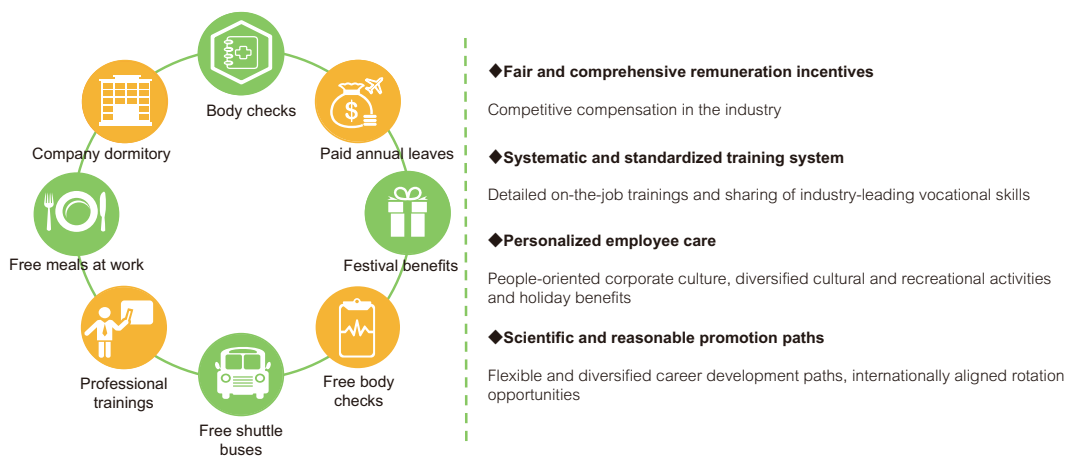 Body checks
Company dormitory
Paid annual leaves
Free meals at work
Festival benefits
Professional
trainings
Free body
checks
Free shuttle
buses
$
◆Fair and comprehensive remuneration incentives
Competitive compensation in the industry
◆Systematic and standardized training system
Detailed on-the-job trainings and sharing of industry-leading vocational skills
◆Personalized employee care
People-oriented corporate culture, diversified cultural and recreational activities
and holiday benefits
◆Scientific and reasonable promotion paths
Flexible and diversified career development paths, internationally aligned rotation
opportunities